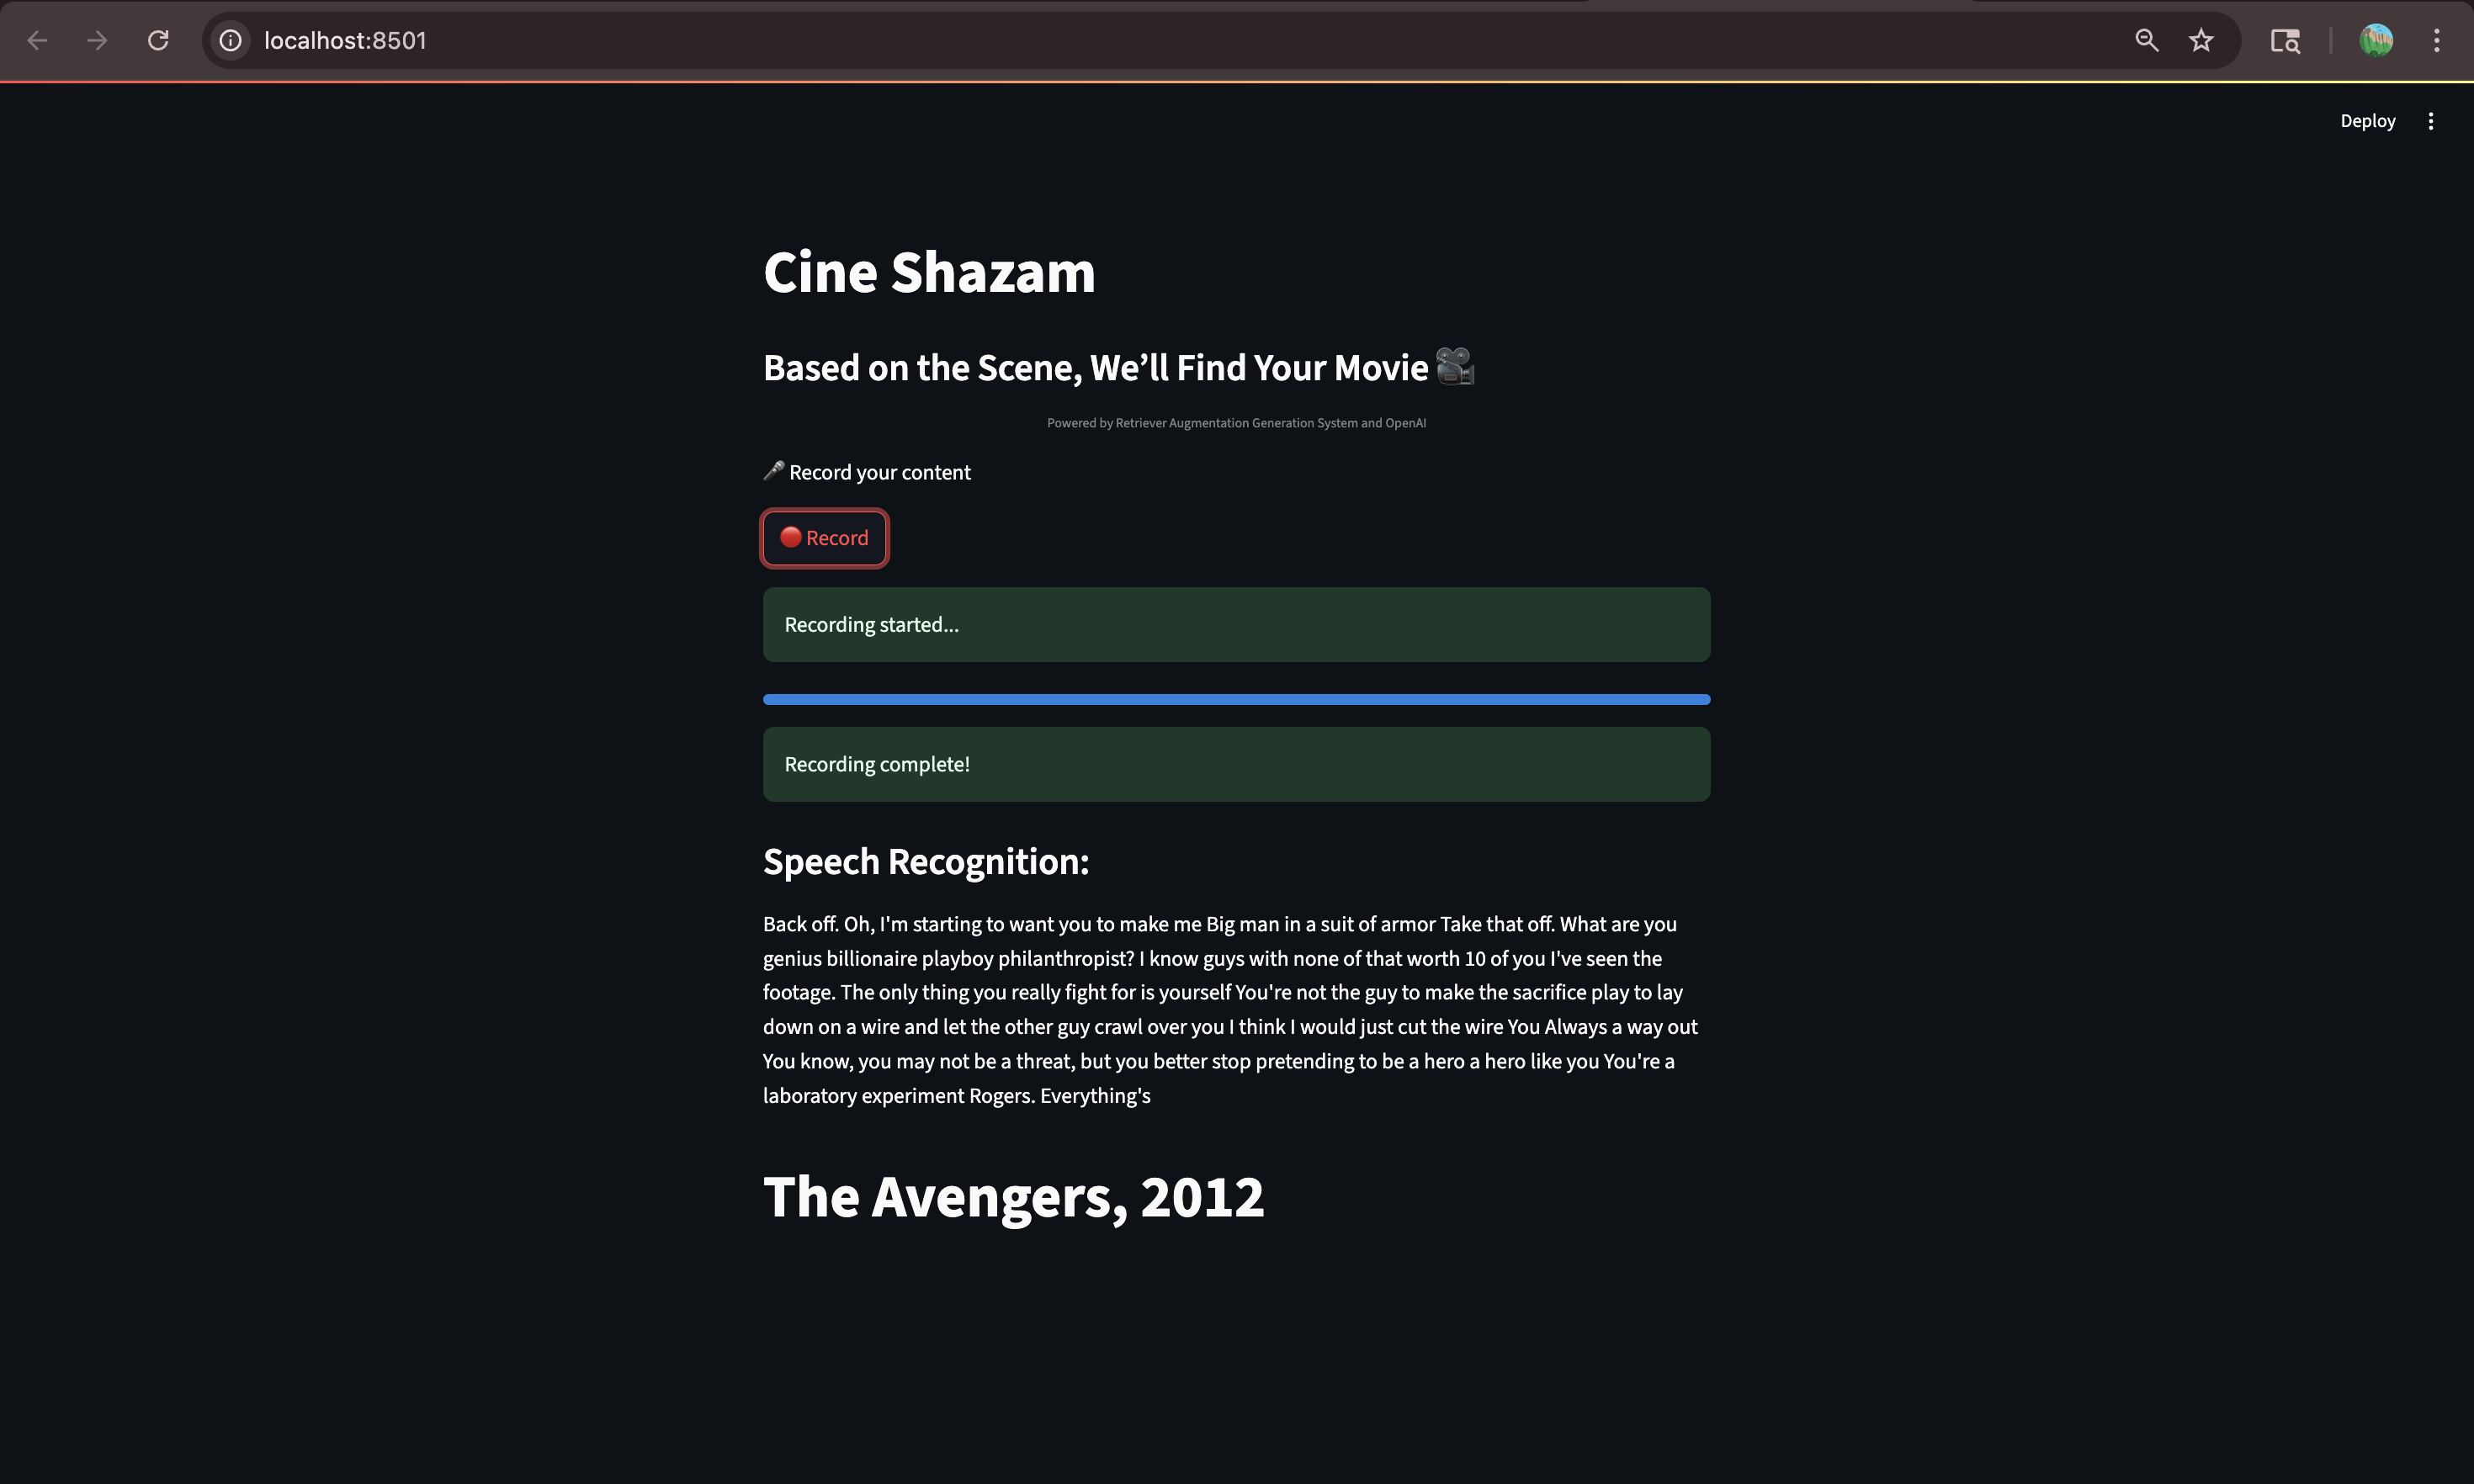 localhost:8501
Deploy
Cine Shazam
Based on the Scene, We’ll Find Your Movie 🎥
Powered by Retriever Augmentation Generation System and OpenAI
🎤 Record your content
🔴 Record
Recording started...
Recording complete!
Speech Recognition:
Back off. Oh, I'm starting to want you to make me Big man in a suit of armor Take that off. What are you
genius billionaire playboy philanthropist? I know guys with none of that worth 10 of you I've seen the
footage. The only thing you really fight for is yourself You're not the guy to make the sacrifice play to lay
down on a wire and let the other guy crawl over you I think I would just cut the wire You Always a way out
You know, you may not be a threat, but you better stop pretending to be a hero a hero like you You're a
laboratory experiment Rogers. Everything's
The Avengers, 2012